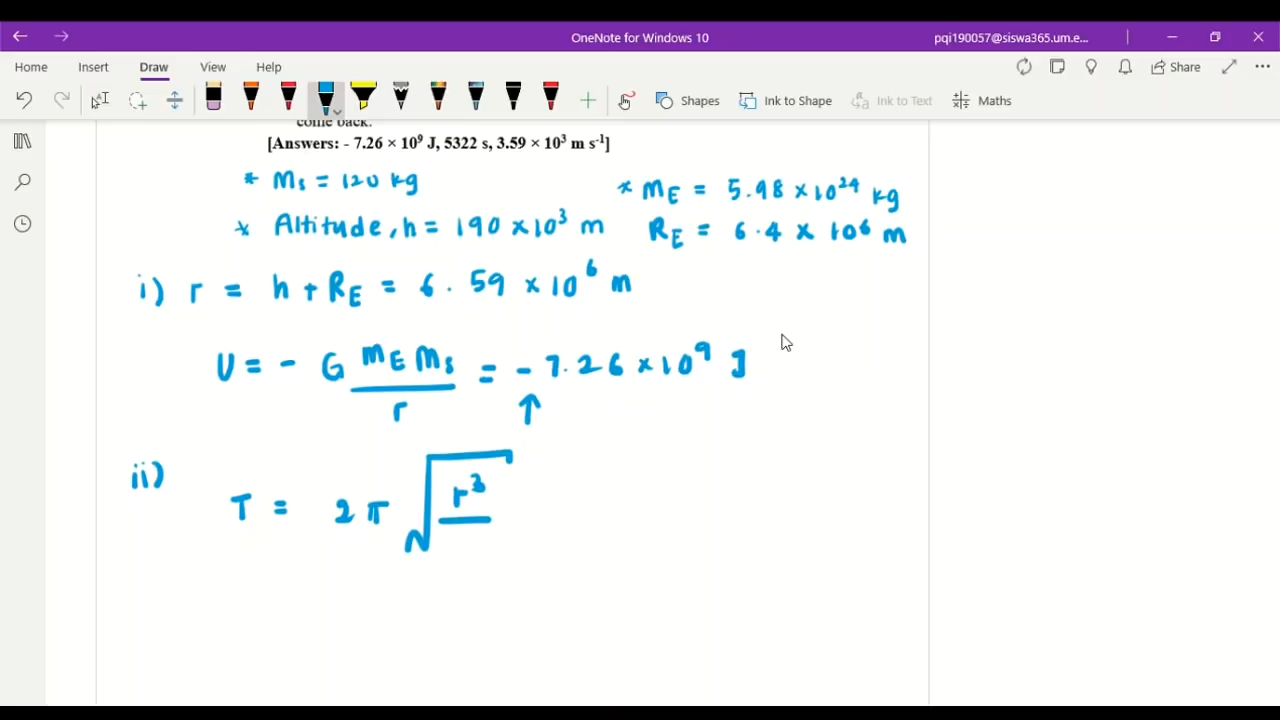 OneNote for Windows 10
pqi190057@siswa365.um.e...
Home Insert Draw View Help
Share
Shapes Ink to Shape Ink to Text Maths
come back.
[Answers: - 7.26 × 10⁹ J, 5322 s, 3.59 × 10³ m s⁻¹]
* Ms = 120 kg
* ME = 5.98 × 10²⁴ kg
* Altitude, h = 190 × 10³ m
RE = 6.4 × 10⁶ m
i) r = h + RE = 6.59 × 10⁶ m
U = - G mE ms / r = - 7.26 × 10⁹ J
↑
ii)
T = 2π √ r³